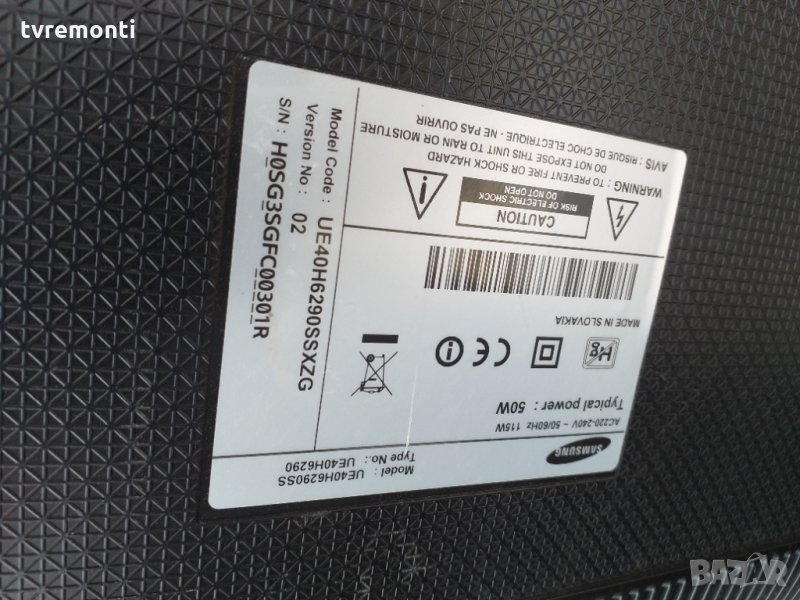 tvremonti
SAMSUNG
Model : UE40H6290SS
Type No.: UE40H6290
AC220-240V ~ 50/60Hz 115W
Typical power : 50W
Hg
CE
MADE IN SLOVAKIA
CAUTION
RISK OF ELECTRIC SHOCK
DO NOT OPEN
WARNING : TO PREVENT FIRE OR SHOCK HAZARD
DO NOT EXPOSE THIS UNIT TO RAIN OR MOISTURE
AVIS : RISQUE DE CHOC ELECTRIQUE - NE PAS OUVRIR
Model Code : UE40H6290SSXZG
Version No : 02
S/N : H0SG3SGFC00301R
BAZAR